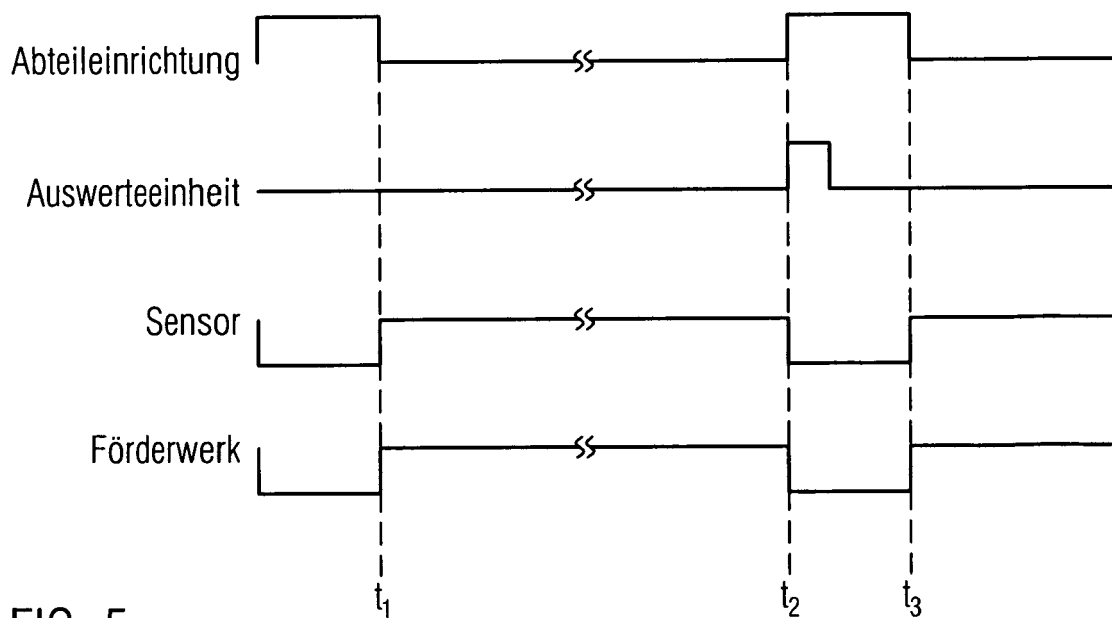 Abteileinrichtung
Auswerteeinheit
Sensor
Förderwerk
t₁ t₂ t₃